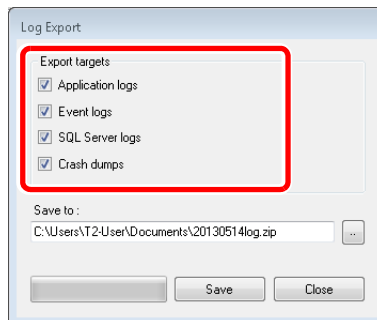 Log Export
Export targets
Application logs
Event logs
SQL Server logs
Crash dumps
Save to :
C:\Users\T2-User\Documents\20130514log.zip
..
Save
Close